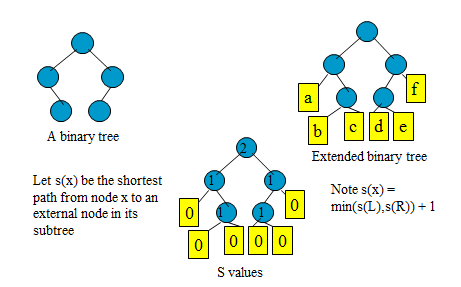 A binary tree
a
b
c
d
e
f
Extended binary tree
Let s(x) be the shortest
path from node x to an
external node in its
subtree
2
1
1
0
1
1
0
0
0
0
0
S values
Note s(x) =
min(s(L),s(R)) + 1